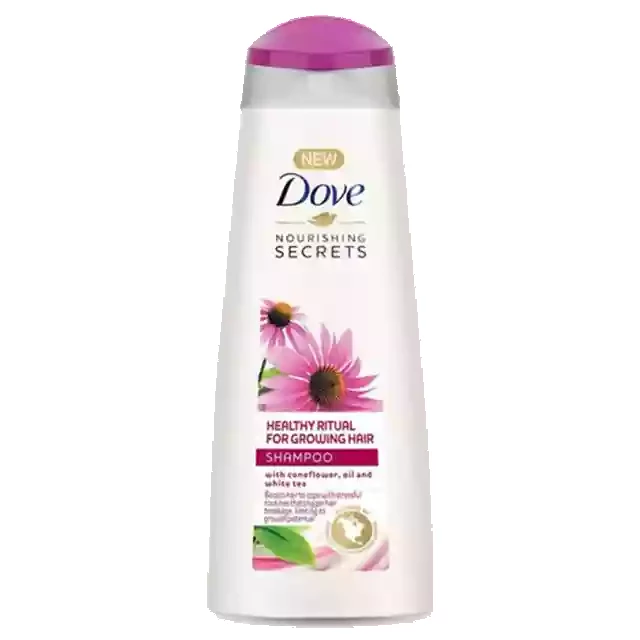 NEW
Dove
NOURISHING
SECRETS
HEALTHY RITUAL
FOR GROWING HAIR
SHAMPOO
with coneflower, oil and
white tea